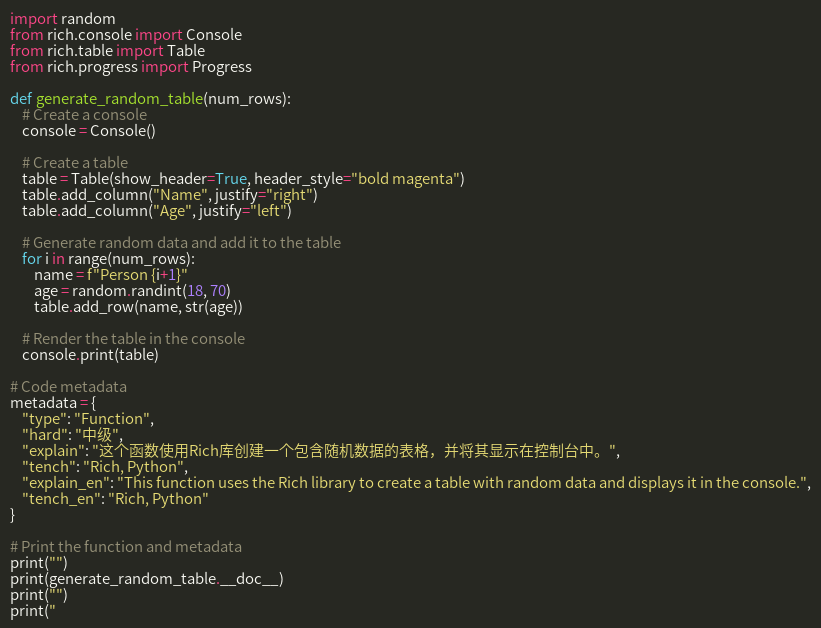 import random
from rich.console import Console
from rich.table import Table
from rich.progress import Progress

def generate_random_table(num_rows):
    # Create a console
    console = Console()

    # Create a table
    table = Table(show_header=True, header_style="bold magenta")
    table.add_column("Name", justify="right")
    table.add_column("Age", justify="left")

    # Generate random data and add it to the table
    for i in range(num_rows):
        name = f"Person {i+1}"
        age = random.randint(18, 70)
        table.add_row(name, str(age))

    # Render the table in the console
    console.print(table)

# Code metadata
metadata = {
    "type": "Function",
    "hard": "中级",
    "explain": "这个函数使用Rich库创建一个包含随机数据的表格，并将其显示在控制台中。",
    "tench": "Rich, Python",
    "explain_en": "This function uses the Rich library to create a table with random data and displays it in the console.",
    "tench_en": "Rich, Python"
}

# Print the function and metadata
print("")
print(generate_random_table.__doc__)
print("")
print("